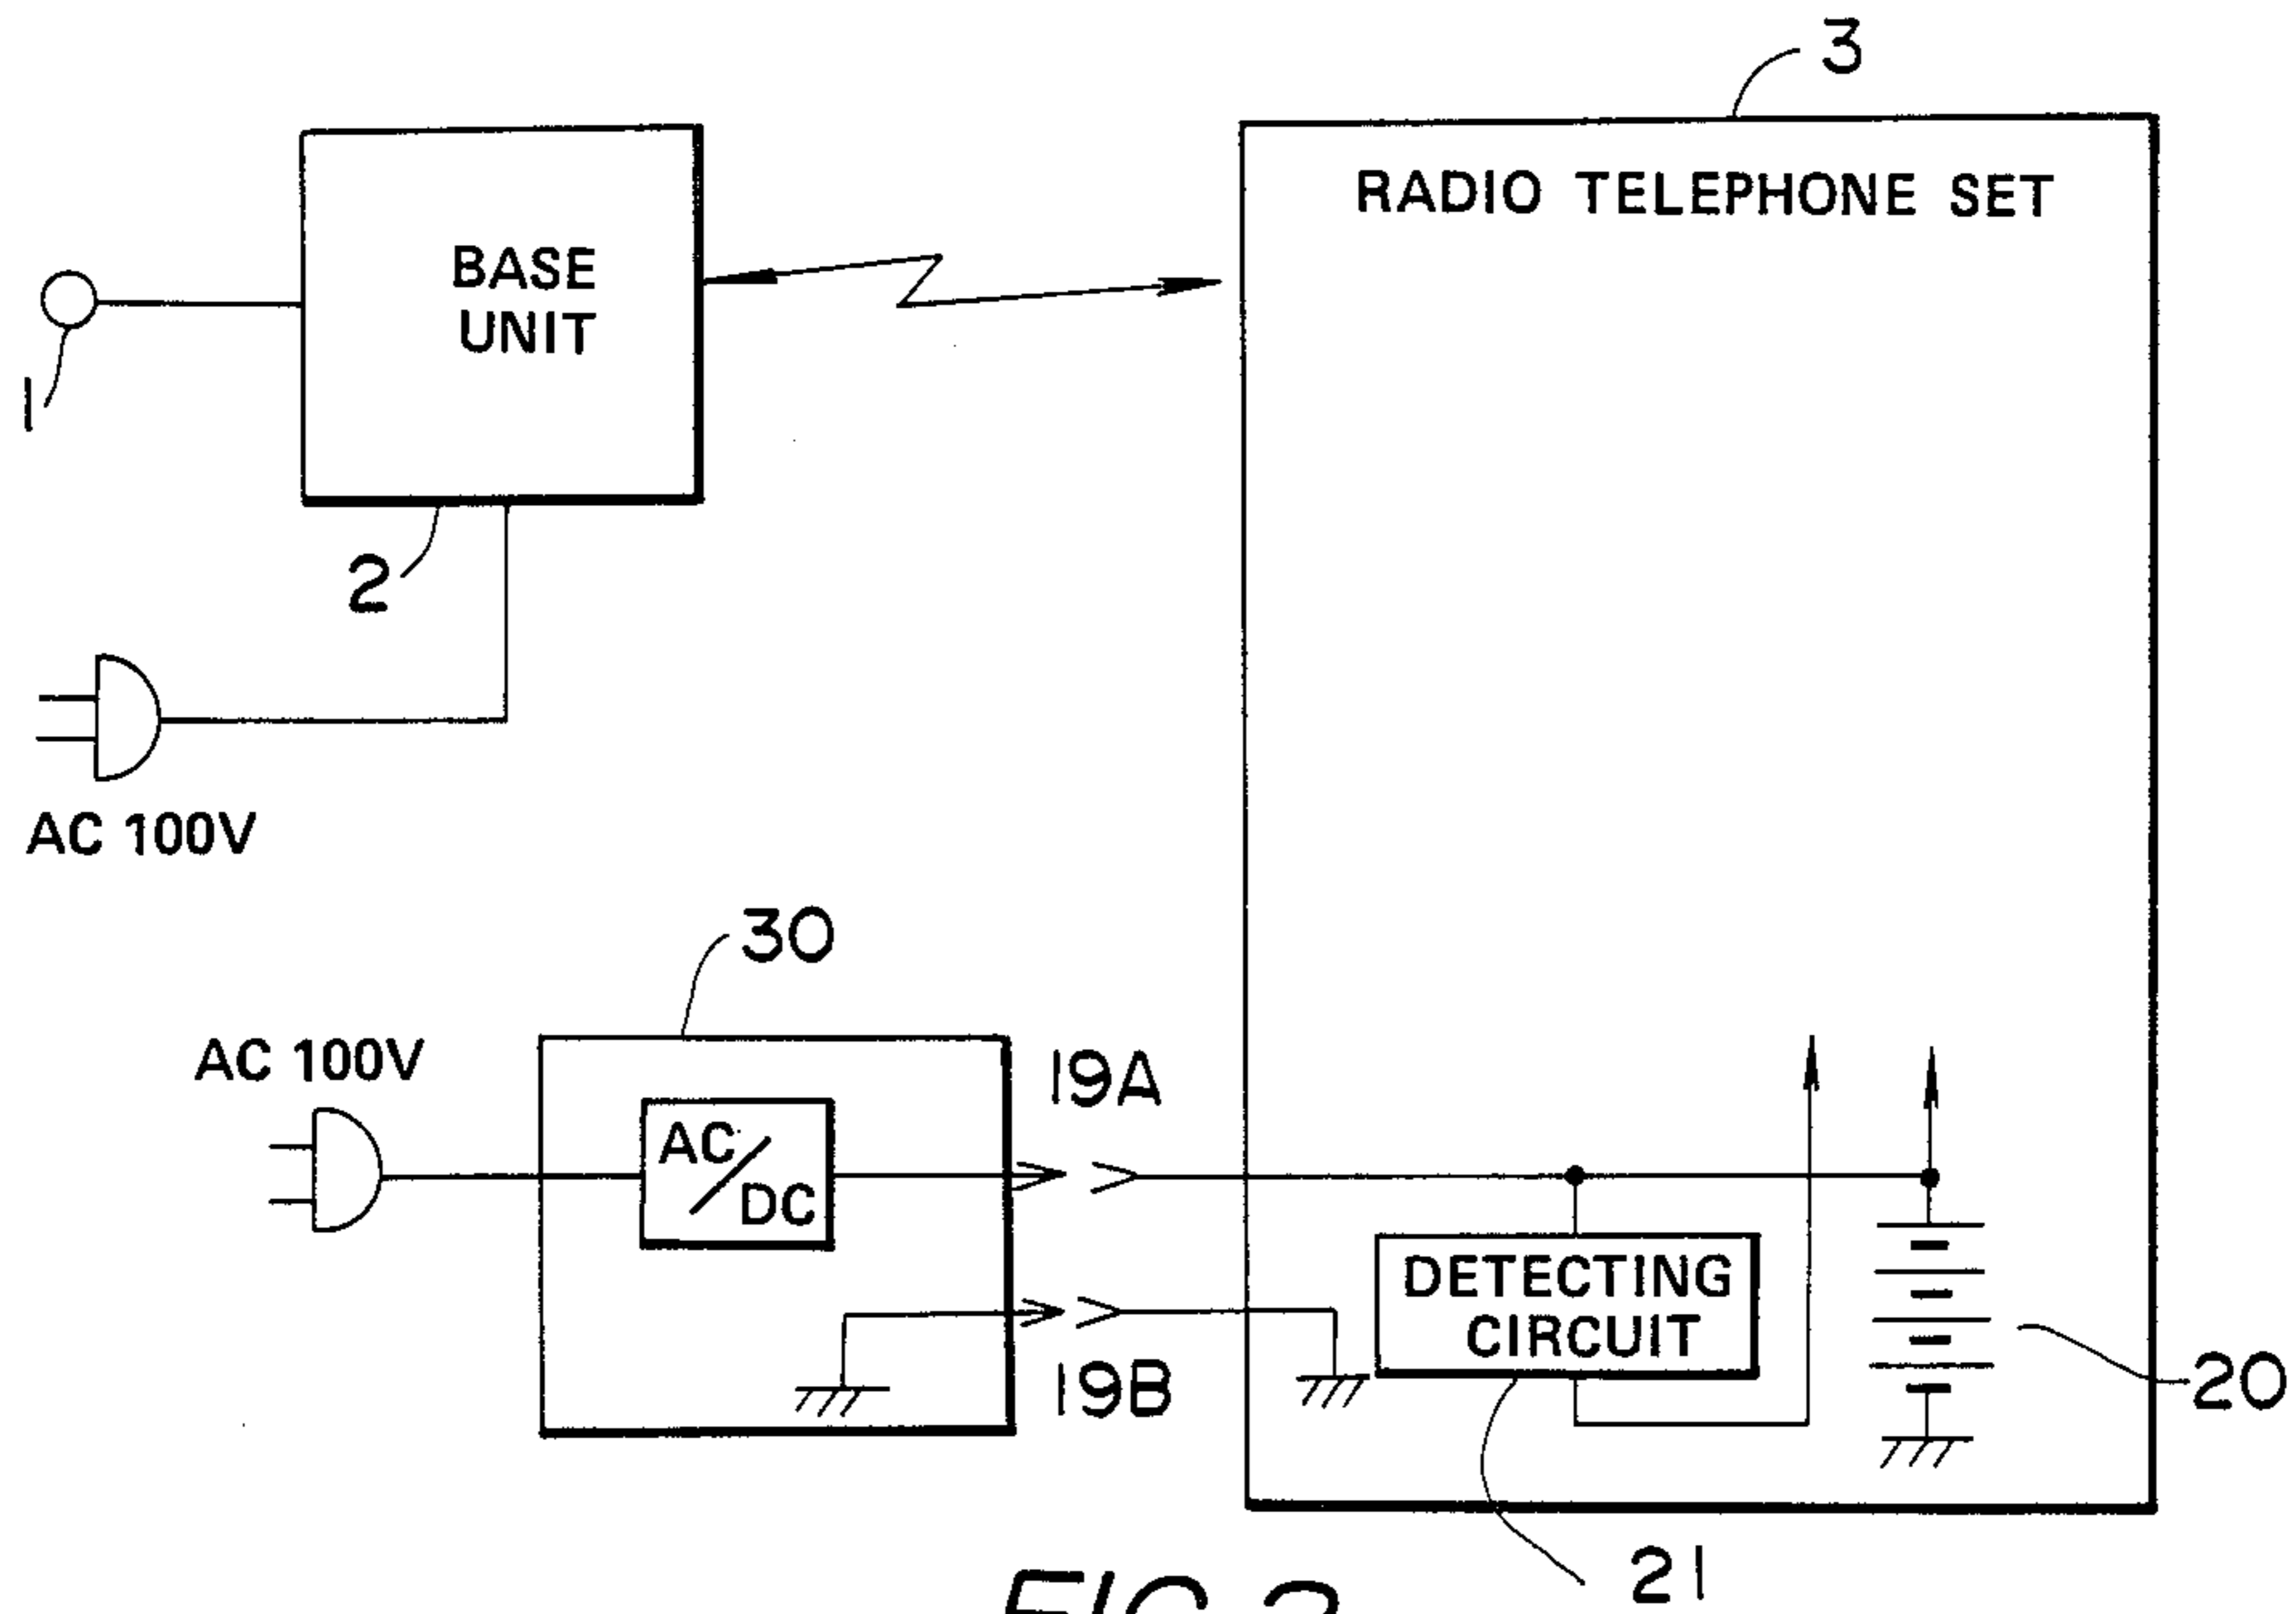 3
RADIO TELEPHONE SET
BASE
UNIT
1
2
AC 100V
30
AC 100V
19A
AC/DC
DETECTING
CIRCUIT
19B
20
21